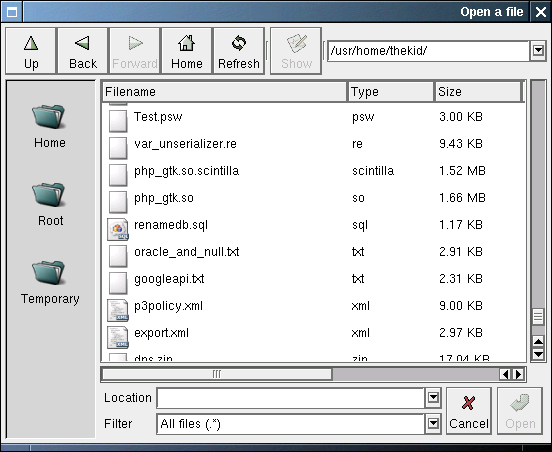 Open a file
Up Back Forward Home Refresh Show /usr/home/thekid/
Filename Type Size
Test.psw psw 3.00 KB
var_unserializer.re re 9.43 KB
php_gtk.so.scintilla scintilla 1.52 MB
php_gtk.so so 1.66 MB
renamedb.sql sql 1.17 KB
oracle_and_null.txt txt 2.91 KB
googleapi.txt txt 2.31 KB
p3policy.xml xml 9.00 KB
export.xml xml 2.97 KB
dns.zip zip 17.04 KB
Home
Root
Temporary
Location
Filter All files (.*)
Cancel Open